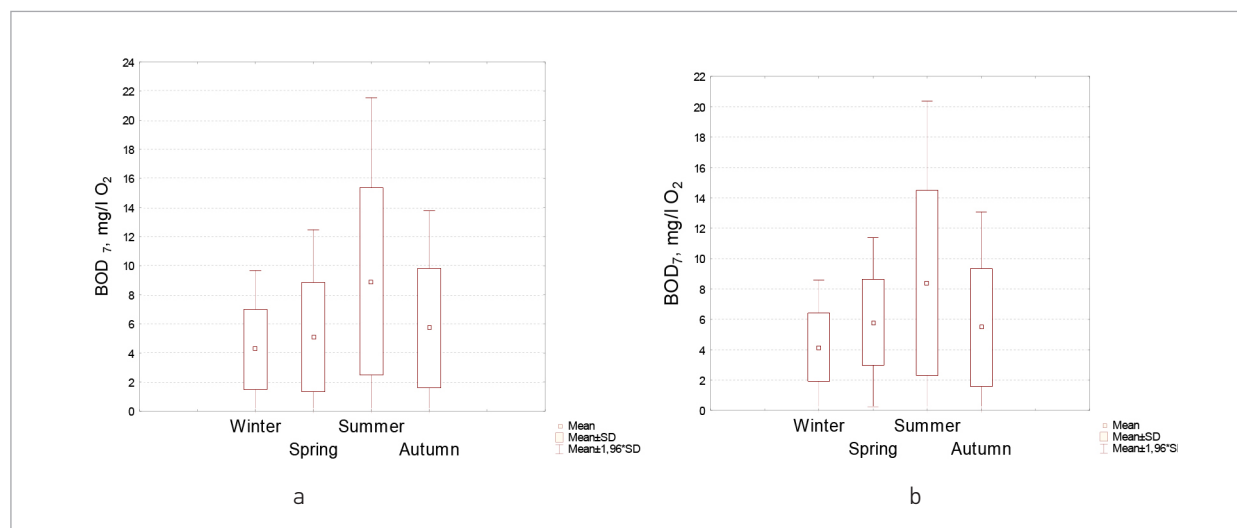 24
22
20
18
16
14
12
10
8
6
4
2
0
BOD 7, mg/l O2
Winter
Spring
Summer
Autumn
Mean
Mean±SD
Mean±1,96*SD
a
22
20
18
16
14
12
10
8
6
4
2
0
BOD7, mg/l O2
Winter
Spring
Summer
Autumn
Mean
Mean±SD
Mean±1,96*SI
b